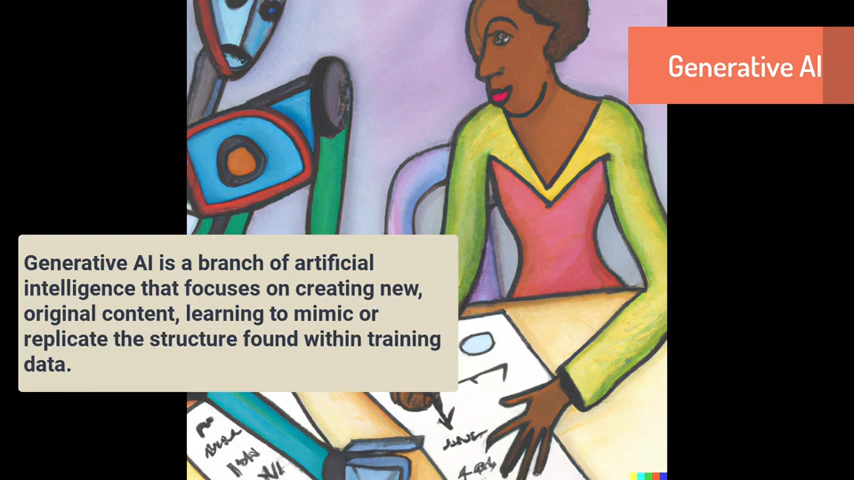 Generative AI
Generative AI is a branch of artificial
intelligence that focuses on creating new,
original content, learning to mimic or
replicate the structure found within training
data.